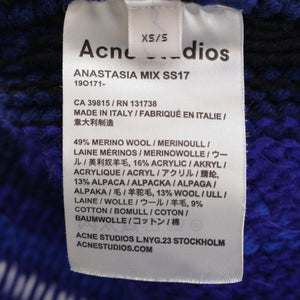 XS/S
Acne Studios
ANASTASIA MIX SS17
19O171-
CA 39815 / RN 131738
MADE IN ITALY / FABRIQUÉ EN ITALIE /
意大利制造
49% MERINO WOOL / MERINOULL /
LAINE MÉRINOS / MERINOWOLLE / ウー
ル / 美利奴羊毛, 16% ACRYLIC / AKRYL /
ACRYLIQUE / ACRYL / アクリル / 腈纶,
13% ALPACA / ALPACKA / ALPAGA /
ALPAKA / 毛 / 羊驼毛, 13% WOOL / ULL
/ LAINE / WOLLE / ウール / 羊毛, 9%
COTTON / BOMULL / COTON /
BAUMWOLLE / コットン / 棉
ACNE STUDIOS L.NYG.23 STOCKHOLM
ACNESTUDIOS.COM